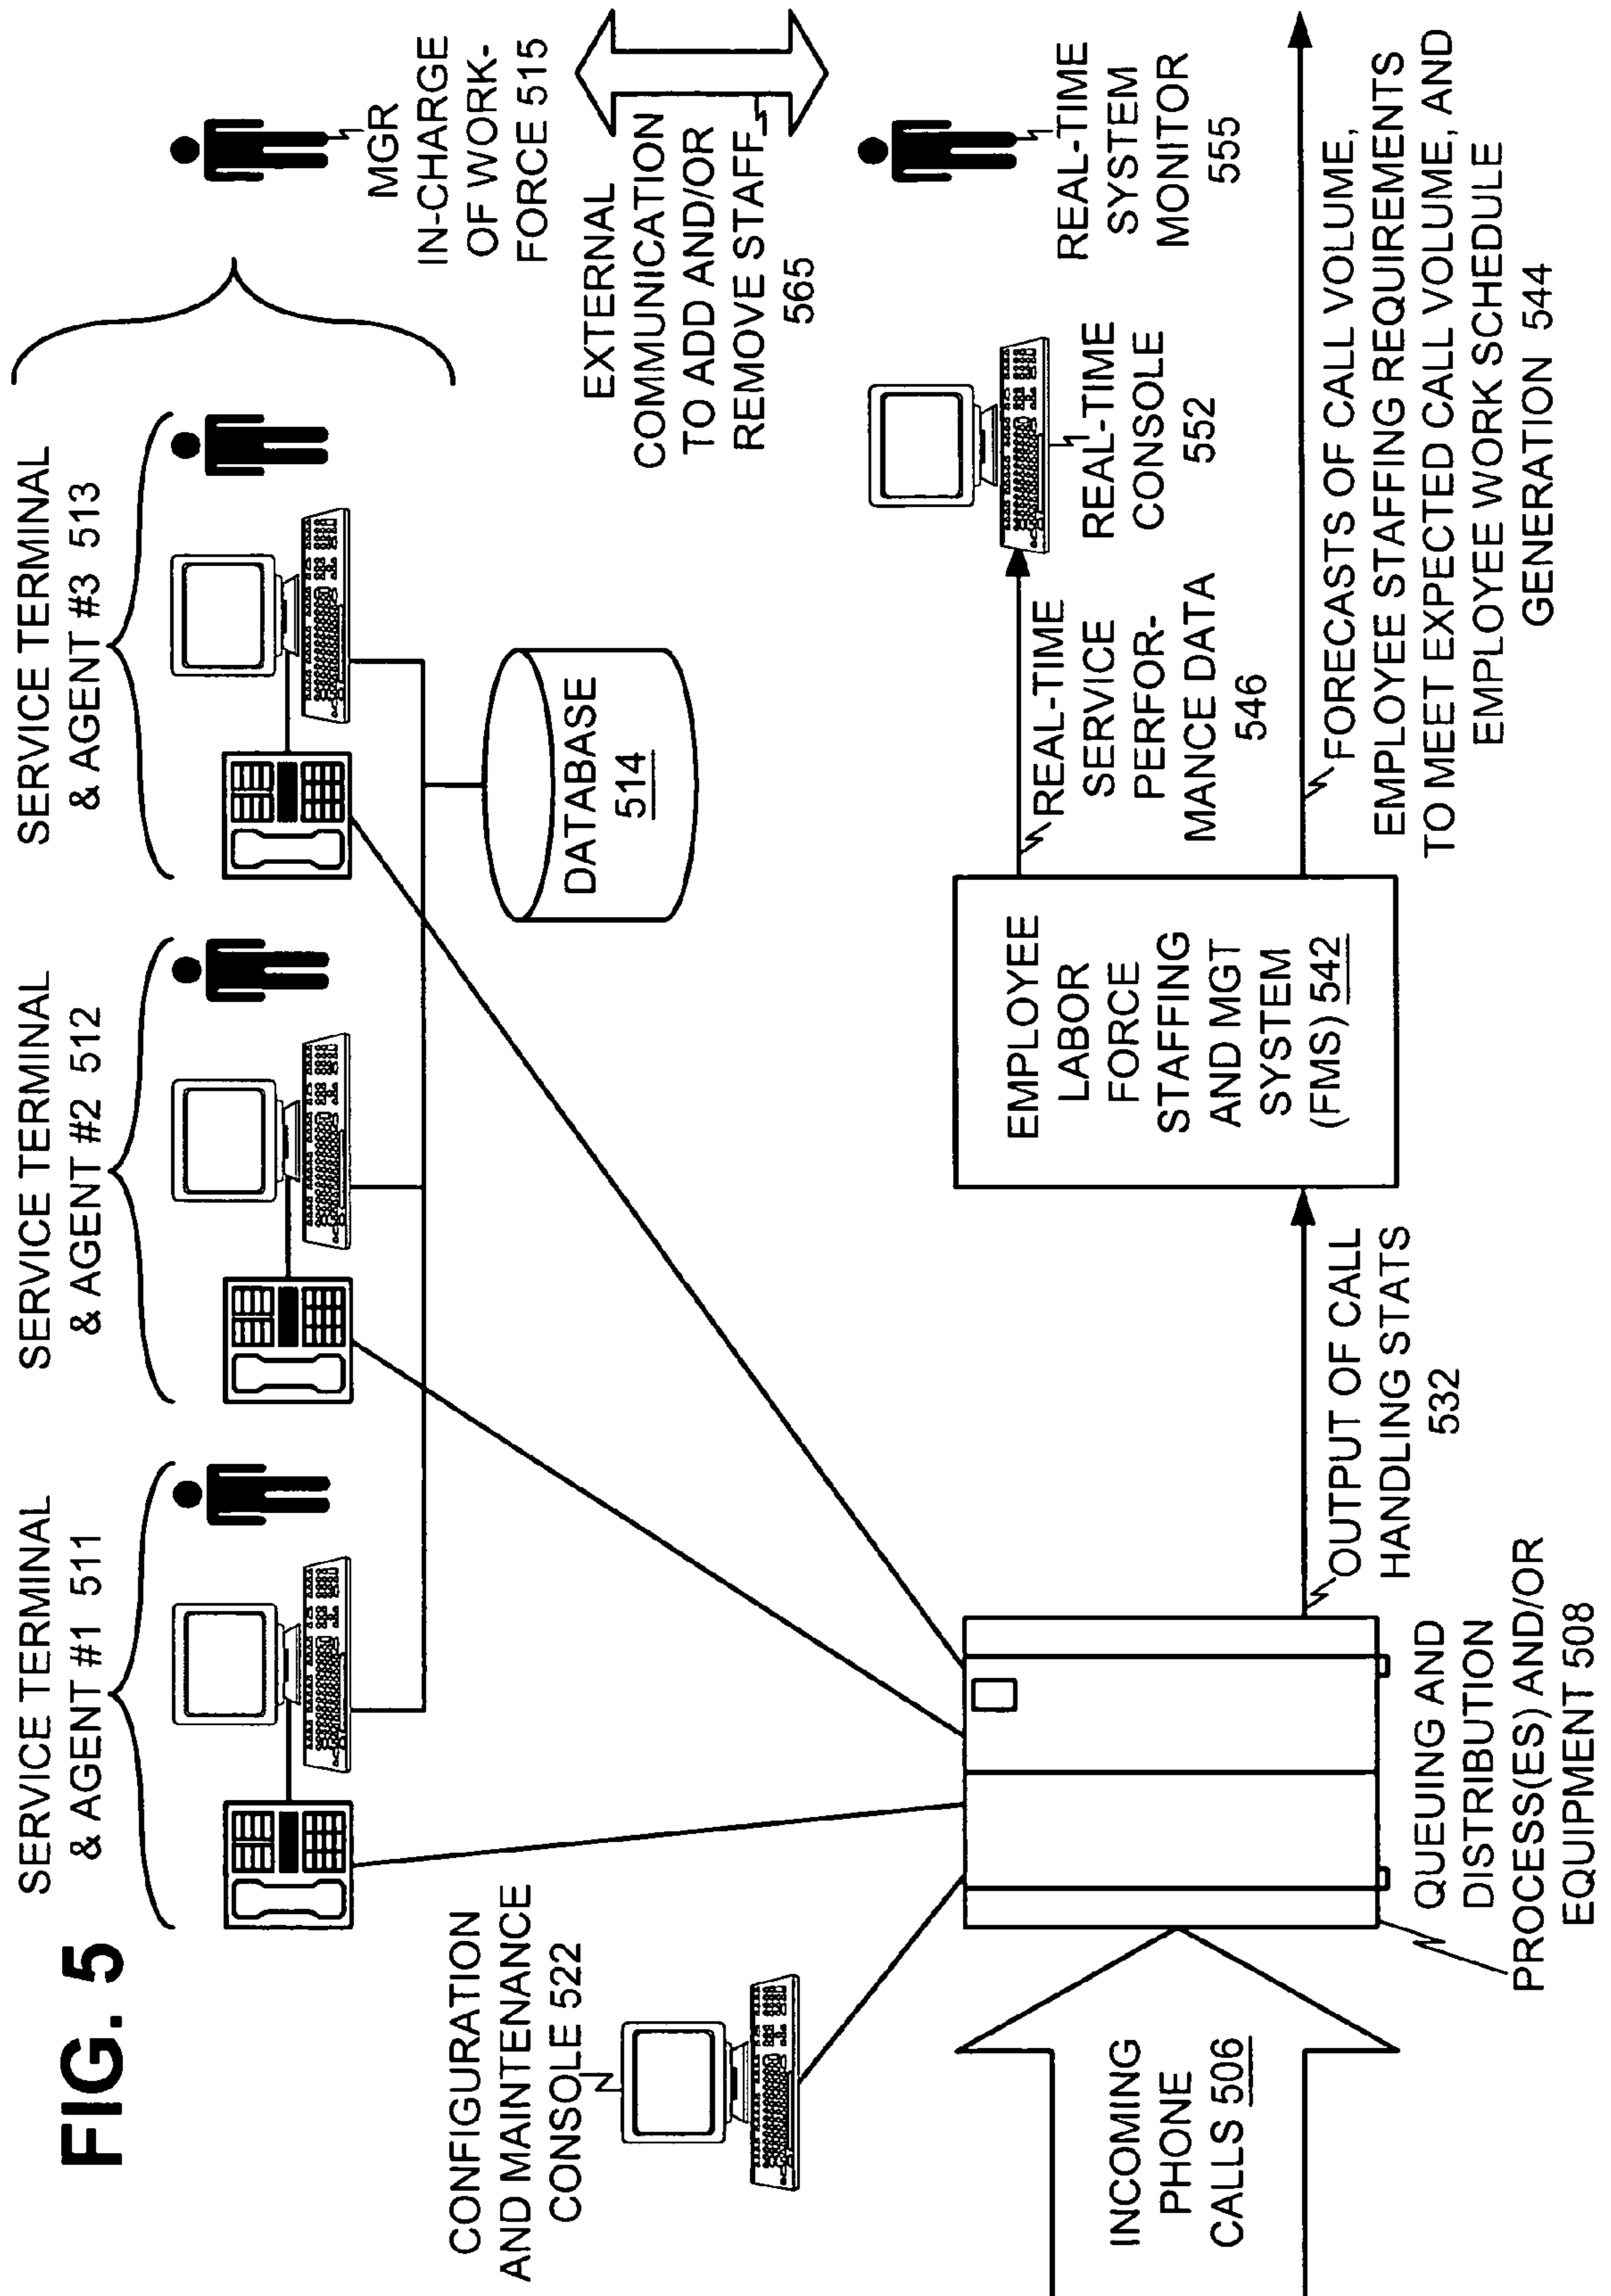 FIG. 5
SERVICE TERMINAL
& AGENT #1 511
SERVICE TERMINAL
& AGENT #2 512
SERVICE TERMINAL
& AGENT #3 513
MGR
IN-CHARGE
OF WORK-
FORCE 515
CONFIGURATION
AND MAINTENANCE
CONSOLE 522
DATABASE
514
EXTERNAL
COMMUNICATION
TO ADD AND/OR
REMOVE STAFF
565
INCOMING
PHONE
CALLS 506
QUEUING AND
DISTRIBUTION
PROCESS(ES) AND/OR
EQUIPMENT 508
OUTPUT OF CALL
HANDLING STATS
532
EMPLOYEE
LABOR
FORCE
STAFFING
AND MGT
SYSTEM
(FMS) 542
REAL-TIME
SERVICE
PERFOR-
MANCE DATA
546
REAL-TIME
CONSOLE
552
REAL-TIME
SYSTEM
MONITOR
555
FORECASTS OF CALL VOLUME,
EMPLOYEE STAFFING REQUIREMENTS
TO MEET EXPECTED CALL VOLUME, AND
EMPLOYEE WORK SCHEDULE
GENERATION 544